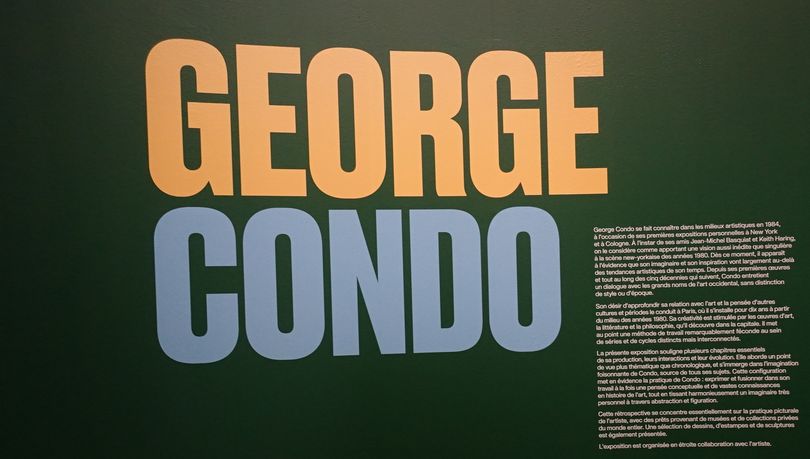 GEORGE
CONDO
George Condo se fait connaître dans les milieux artistiques en 1984,
à l'occasion de ses premières expositions personnelles à New York
et à Cologne. À l'instar de ses amis Jean-Michel Basquiat et Keith Haring,
on le considère comme apportant une vision aussi inédite que singulière
à la scène new-yorkaise des années 1980. Dès ce moment, il apparaît
à l'évidence que son imaginaire et son inspiration vont largement au-delà
des tendances artistiques de son temps. Depuis ses premières œuvres
et tout au long des cinq décennies qui suivent, Condo entretient
un dialogue avec les grands noms de l'art occidental, sans distinction
de style ou d'époque.
Son désir d'approfondir sa relation avec l'art et la pensée d'autres
cultures et périodes le conduit à Paris, où il s'installe pour dix ans à partir
du milieu des années 1980. Sa créativité est stimulée par les œuvres d'art,
la littérature et la philosophie, qu'il découvre dans la capitale. Il met
au point une méthode de travail remarquablement féconde au sein
de séries et de cycles distincts mais interconnectés.
La présente exposition souligne plusieurs chapitres essentiels
de sa production, leurs interactions et leur évolution. Elle aborde un point
de vue plus thématique que chronologique, et s'immerge dans l'imagination
foisonnante de Condo, source de tous ses sujets. Cette configuration
met en évidence la pratique de Condo : exprimer et fusionner dans son
travail à la fois une pensée conceptuelle et de vastes connaissances
en histoire de l'art, tout en tissant harmonieusement un imaginaire très
personnel à travers abstraction et figuration.
Cette rétrospective se concentre essentiellement sur la pratique picturale
de l'artiste, avec des prêts provenant de musées et de collections privées
du monde entier. Une sélection de dessins, d'estampes et de sculptures
est également présentée.
L'exposition est organisée en étroite collaboration avec l'artiste.